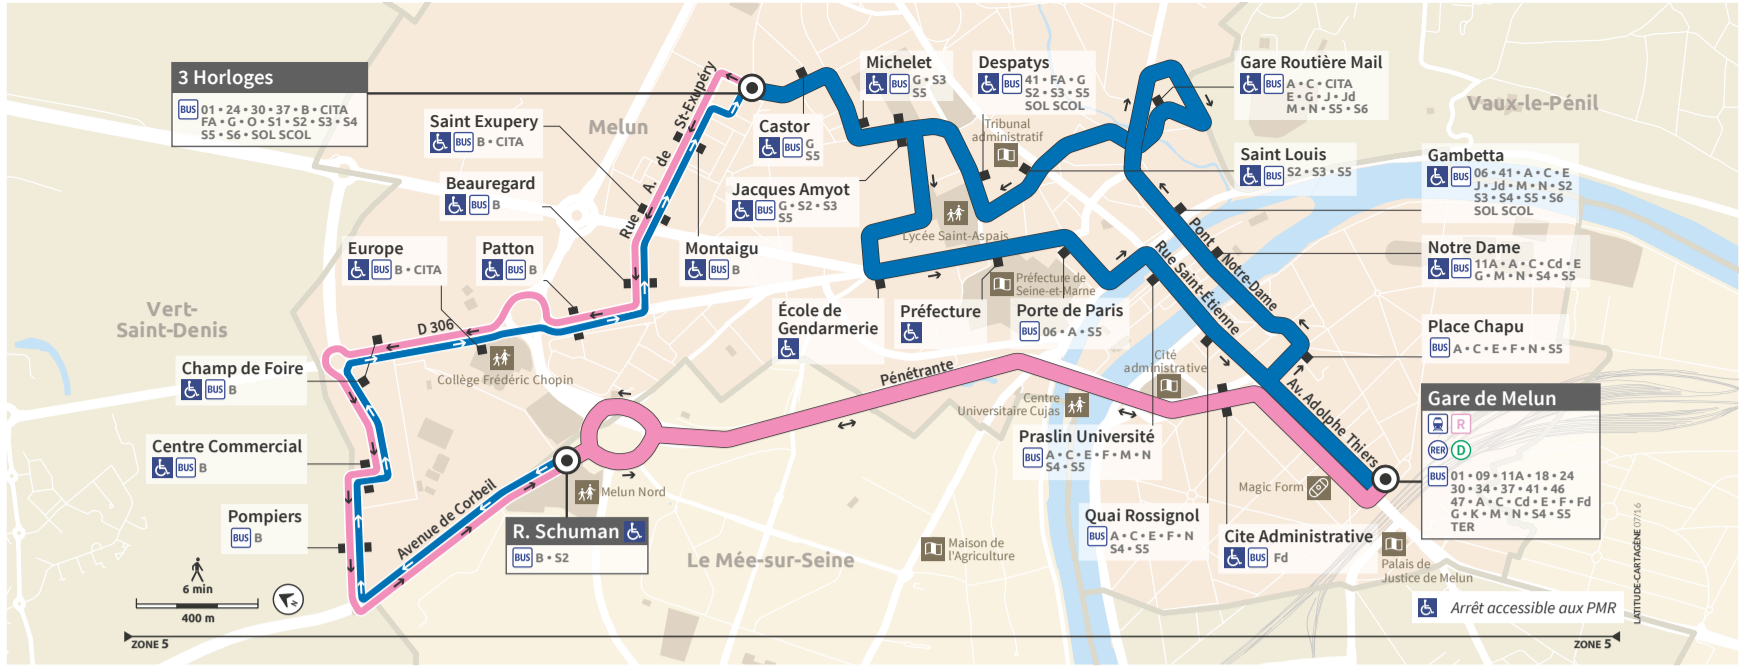 3 Horloges
BUS 01 • 24 • 30 • 37 • B • CITA
FA • G • O • S1 • S2 • S3 • S4
S5 • S6 • SOL SCOL
Saint Exupery
BUS B • CITA
Beauregard
BUS B
Europe
BUS B • CITA
Patton
BUS B
Montaigu
BUS B
Melun
Rue A. de St-Exupéry
Castor
BUS G
S5
Michelet
BUS G • S3
S5
Jacques Amyot
BUS G • S2 • S3
S5
Despatys
BUS 41 • FA • G
S2 • S3 • S5
SOL SCOL
Tribunal
administratif
Lycée Saint-Aspais
Gare Routière Mail
BUS A • C • CITA
E • G • J • Jd
M • N • S5 • S6
Vaux-le-Pénil
Saint Louis
BUS S2 • S3 • S5
Gambetta
BUS 06 • 41 • A • C • E
J • Jd • M • N • S2
S3 • S4 • S5 • S6
SOL SCOL
Notre Dame
BUS 11A • A • C • Cd • E
G • M • N • S4 • S5
Pont Notre-Dame
Rue Saint-Étienne
Place Chapu
BUS A • C • E • F • N • S5
Vert-
Saint-Denis
D 306
Champ de Foire
BUS B
Collège Frédéric Chopin
Centre Commercial
BUS B
Pompiers
BUS B
Avenue de Corbeil
Melun Nord
R. Schuman
BUS B • S2
École de
Gendarmerie
Préfecture
Préfecture de
Seine-et-Marne
Porte de Paris
BUS 06 • A • S5
Pénétrante
Cité
administrative
Centre
Universitaire Cujas
Praslin Université
BUS A • C • E • F • M • N
S4 • S5
Av. Adolphe Thiers
Gare de Melun
R
RER D
BUS 01 • 09 • 11A • 18 • 24
30 • 34 • 37 • 41 • 46
47 • A • C • Cd • E • F • Fd
G • K • M • N • S4 • S5
TER
Magic Form
Quai Rossignol
BUS A • C • E • F • N
S4 • S5
Cite Administrative
BUS Fd
Palais de
Justice de Melun
Maison de
l'Agriculture
Le Mée-sur-Seine
6 min
400 m
N
Arrêt accessible aux PMR
LATITUDE-CARTAGÈNE 07/16
ZONE 5
ZONE 5